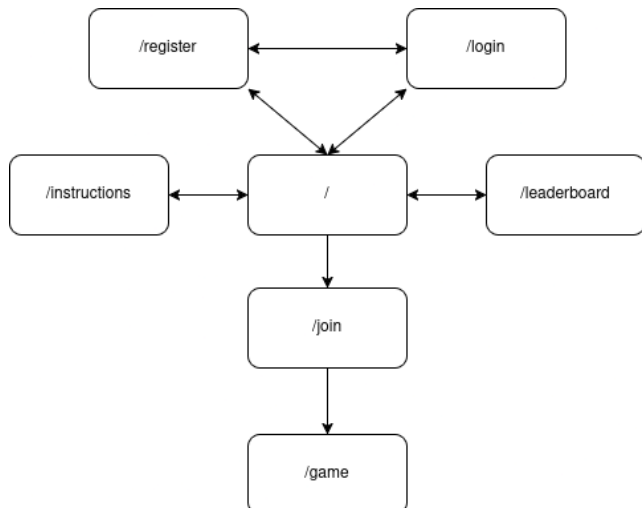 /register
/login
/instructions
/
/leaderboard
/join
/game